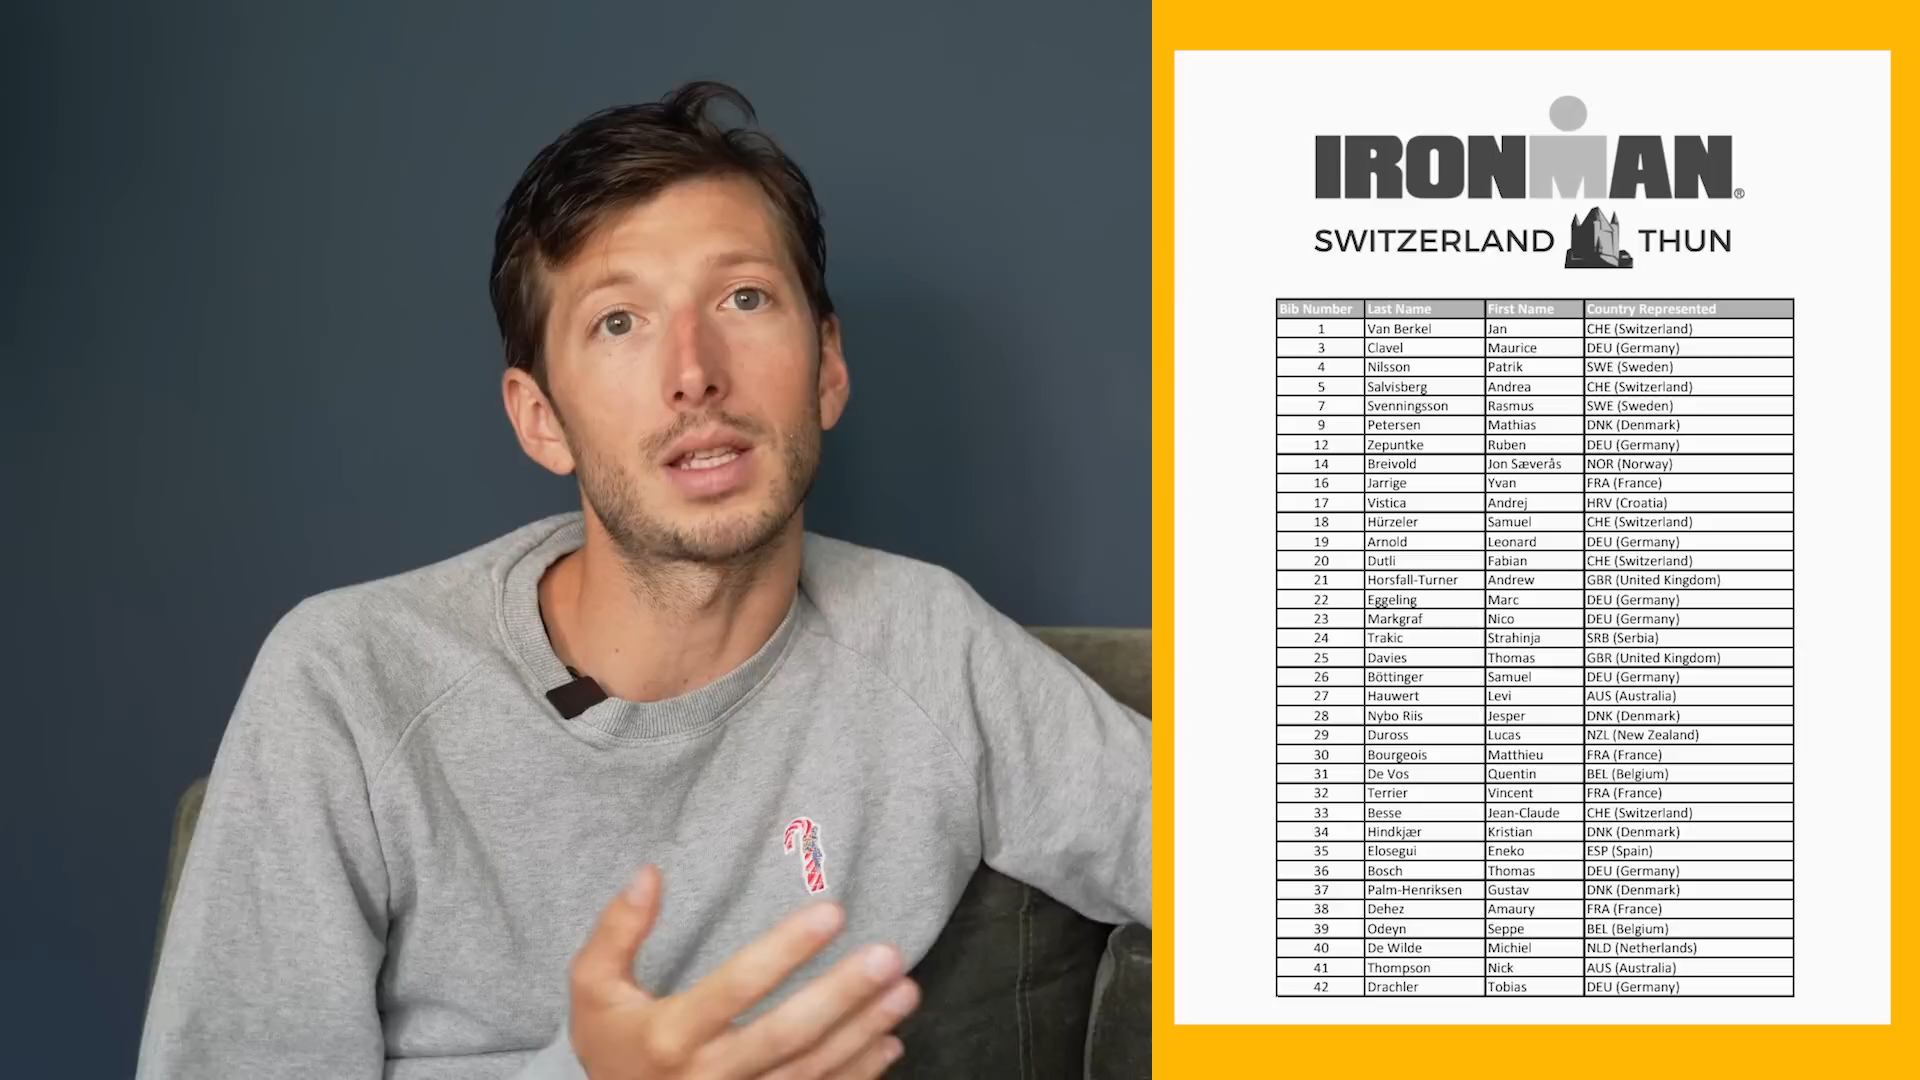 IRONMAN®
SWITZERLAND THUN
Bib Number Last Name First Name Country Represented
1 Van Berkel Jan CHE (Switzerland)
3 Clavel Maurice DEU (Germany)
4 Nilsson Patrik SWE (Sweden)
5 Salvisberg Andrea CHE (Switzerland)
7 Svenningsson Rasmus SWE (Sweden)
9 Petersen Mathias DNK (Denmark)
12 Zepuntke Ruben DEU (Germany)
14 Breivold Jon Sæverås NOR (Norway)
16 Jarrige Yvan FRA (France)
17 Vistica Andrej HRV (Croatia)
18 Hürzeler Samuel CHE (Switzerland)
19 Arnold Leonard DEU (Germany)
20 Dutli Fabian CHE (Switzerland)
21 Horsfall-Turner Andrew GBR (United Kingdom)
22 Eggeling Marc DEU (Germany)
23 Markgraf Nico DEU (Germany)
24 Trakic Strahinja SRB (Serbia)
25 Davies Thomas GBR (United Kingdom)
26 Böttinger Samuel DEU (Germany)
27 Hauwert Levi AUS (Australia)
28 Nybo Riis Jesper DNK (Denmark)
29 Duross Lucas NZL (New Zealand)
30 Bourgeois Matthieu FRA (France)
31 De Vos Quentin BEL (Belgium)
32 Terrier Vincent FRA (France)
33 Besse Jean-Claude CHE (Switzerland)
34 Hindkjær Kristian DNK (Denmark)
35 Elosegui Eneko ESP (Spain)
36 Bosch Thomas DEU (Germany)
37 Palm-Henriksen Gustav DNK (Denmark)
38 Dehez Amaury FRA (France)
39 Odeyn Seppe BEL (Belgium)
40 De Wilde Michiel NLD (Netherlands)
41 Thompson Nick AUS (Australia)
42 Drachler Tobias DEU (Germany)